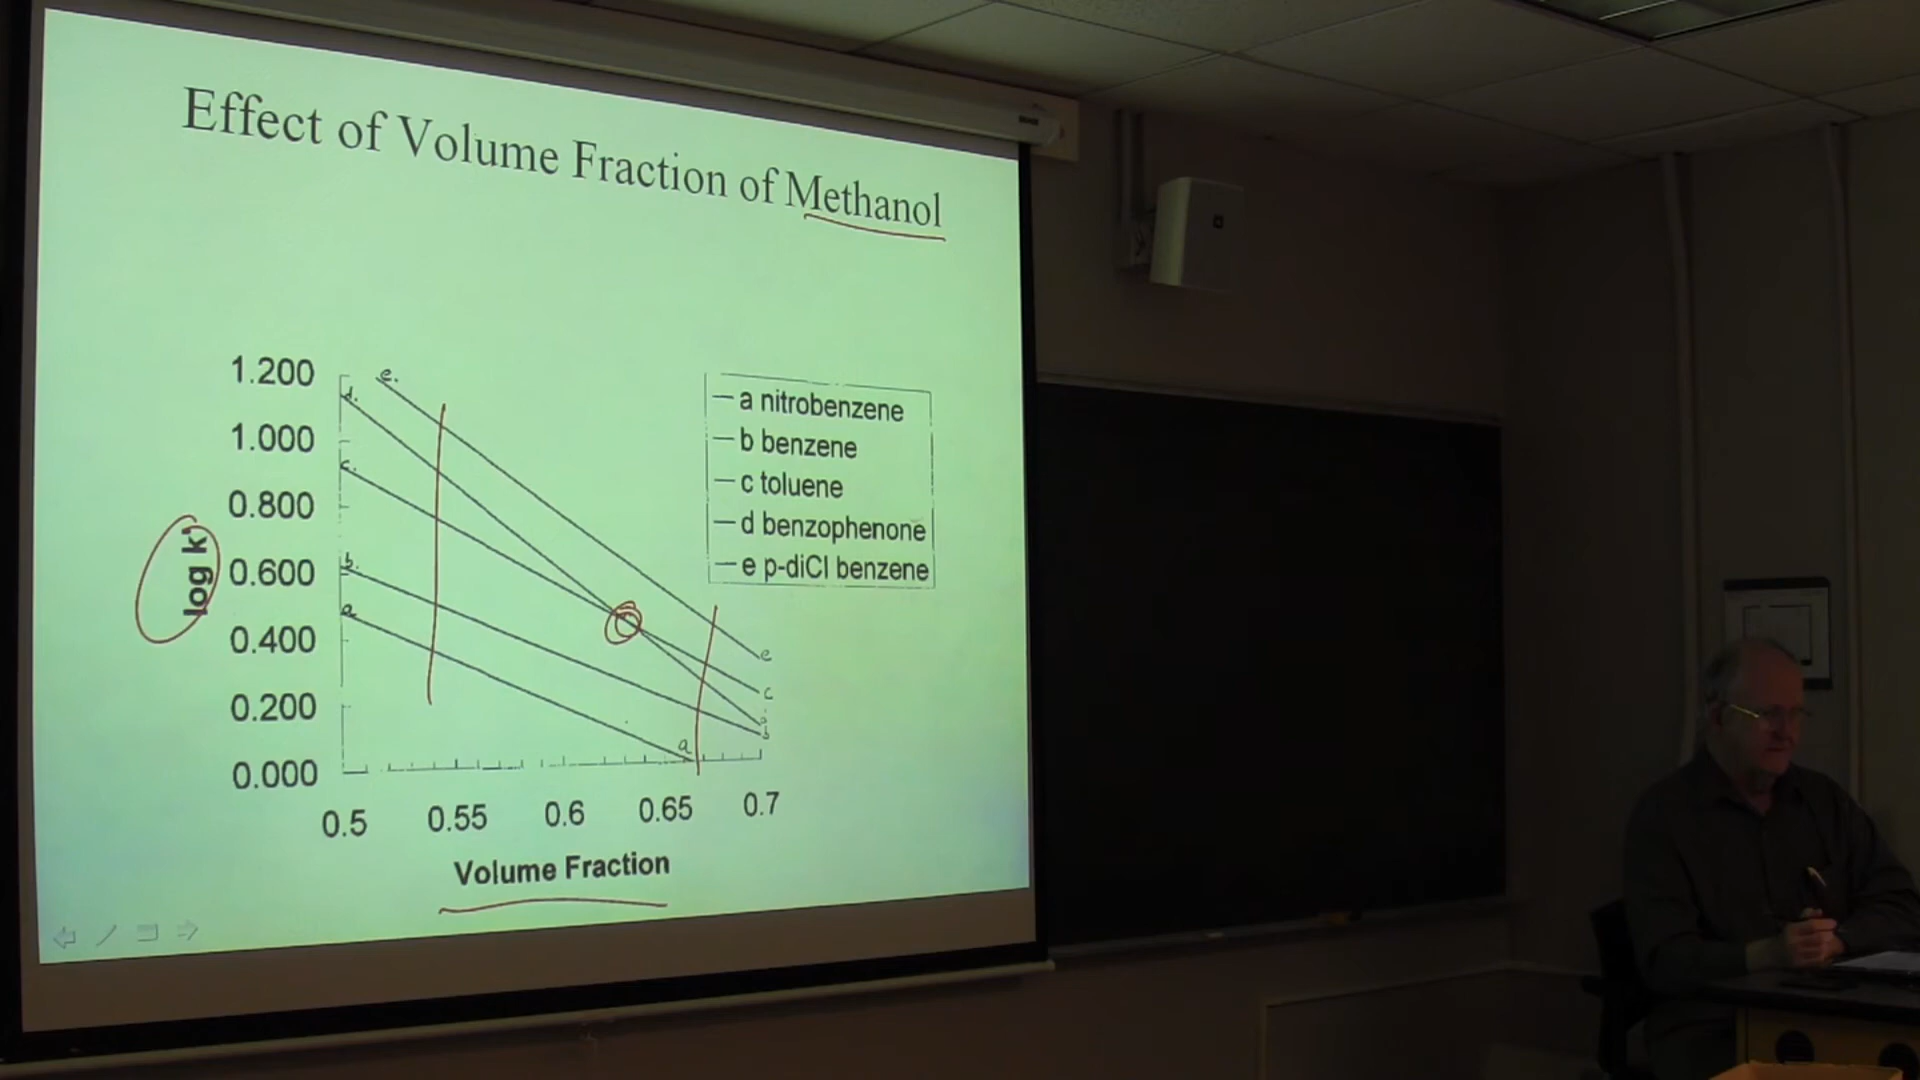 Effect of Volume Fraction of Methanol
1.200
1.000
0.800
0.600
0.400
0.200
0.000
log k'
e.
d.
c.
b.
a
a
e
c
b
a nitrobenzene
b benzene
c toluene
d benzophenone
e p-diCl benzene
0.5 0.55 0.6 0.65 0.7
Volume Fraction